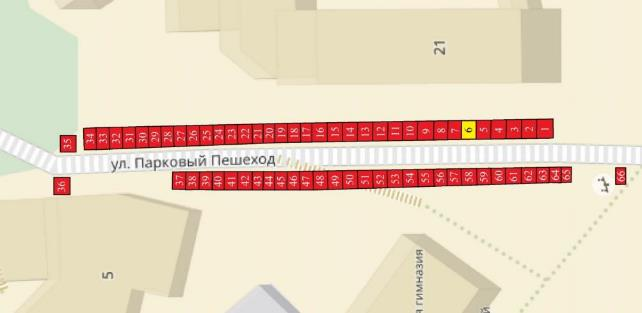 21
35 34 33 32 31 30 29 28 27 26 25 24 23 22 21 20 19 18 17 16 15 14 13 12 11 10 9 8 7 6 5 4 3 2 1
ул. Парковый Пешеход
36 37 38 39 40 41 42 43 44 45 46 47 48 49 50 51 52 53 54 55 56 57 58 59 60 61 62 63 64 65 66
5
я гимназия
й